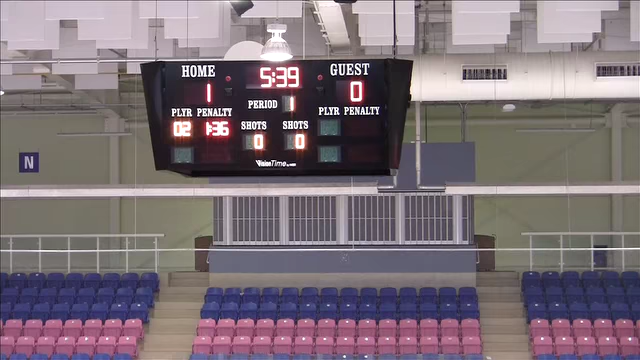 HOME 5:39 GUEST
1 0
PERIOD 1
PLYR PENALTY PLYR PENALTY
02 1:36
SHOTS SHOTS
0 0
VisionTime
N